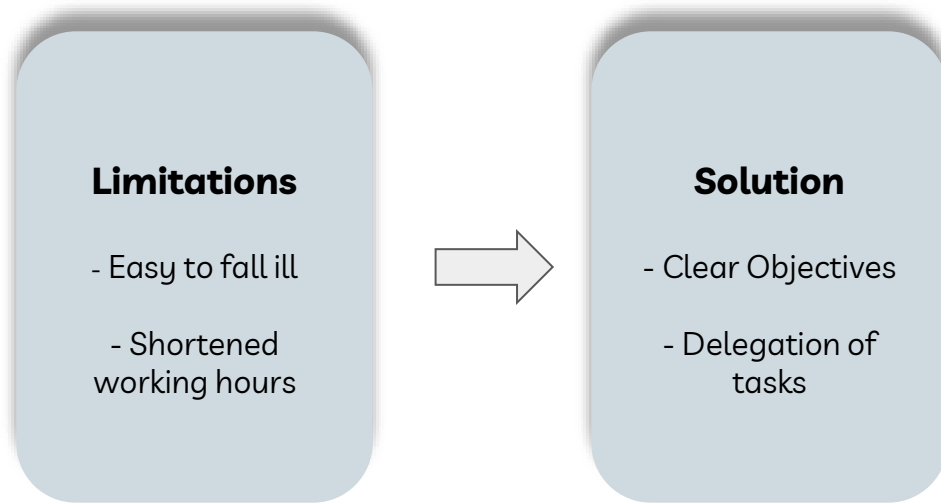 Limitations
- Easy to fall ill
- Shortened
working hours
Solution
- Clear Objectives
- Delegation of
tasks